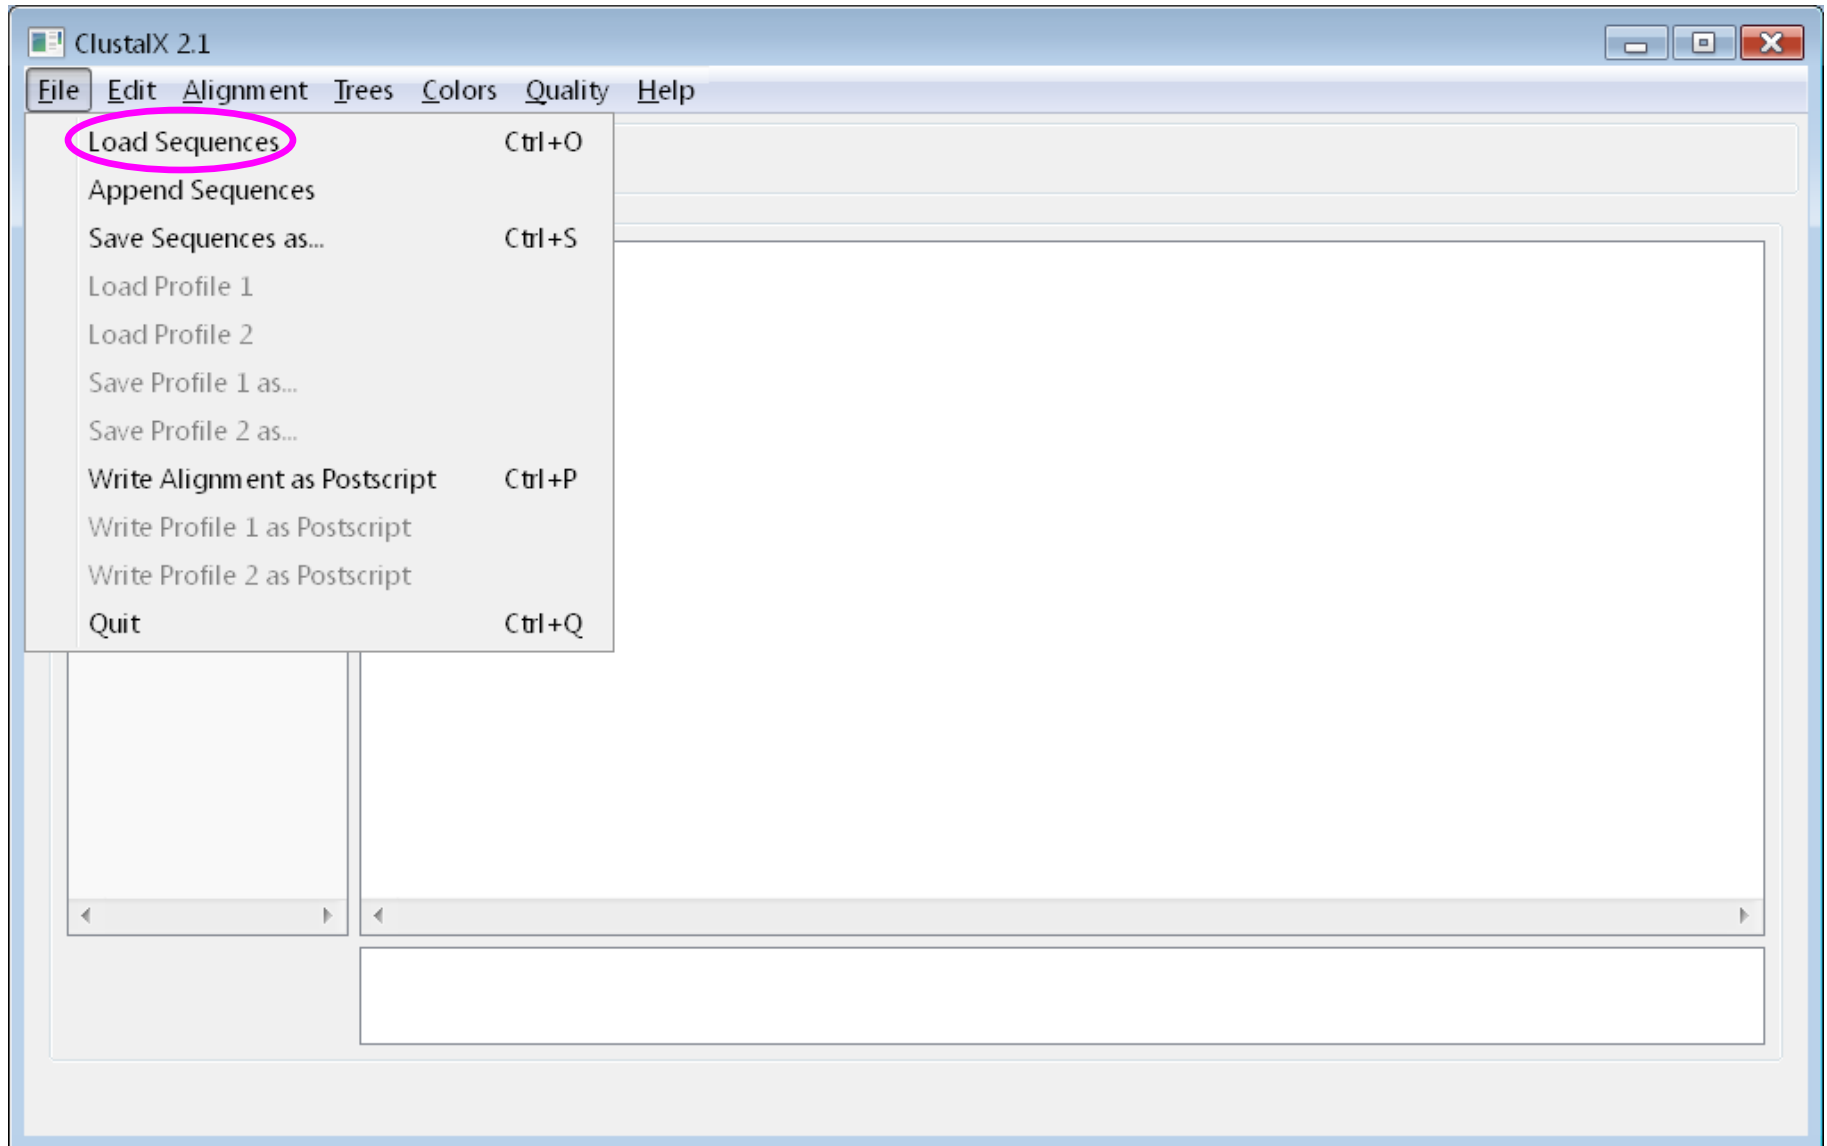 ClustalX 2.1
File Edit Alignment Trees Colors Quality Help
Load Sequences Ctrl+O
Append Sequences
Save Sequences as... Ctrl+S
Load Profile 1
Load Profile 2
Save Profile 1 as...
Save Profile 2 as...
Write Alignment as Postscript Ctrl+P
Write Profile 1 as Postscript
Write Profile 2 as Postscript
Quit Ctrl+Q